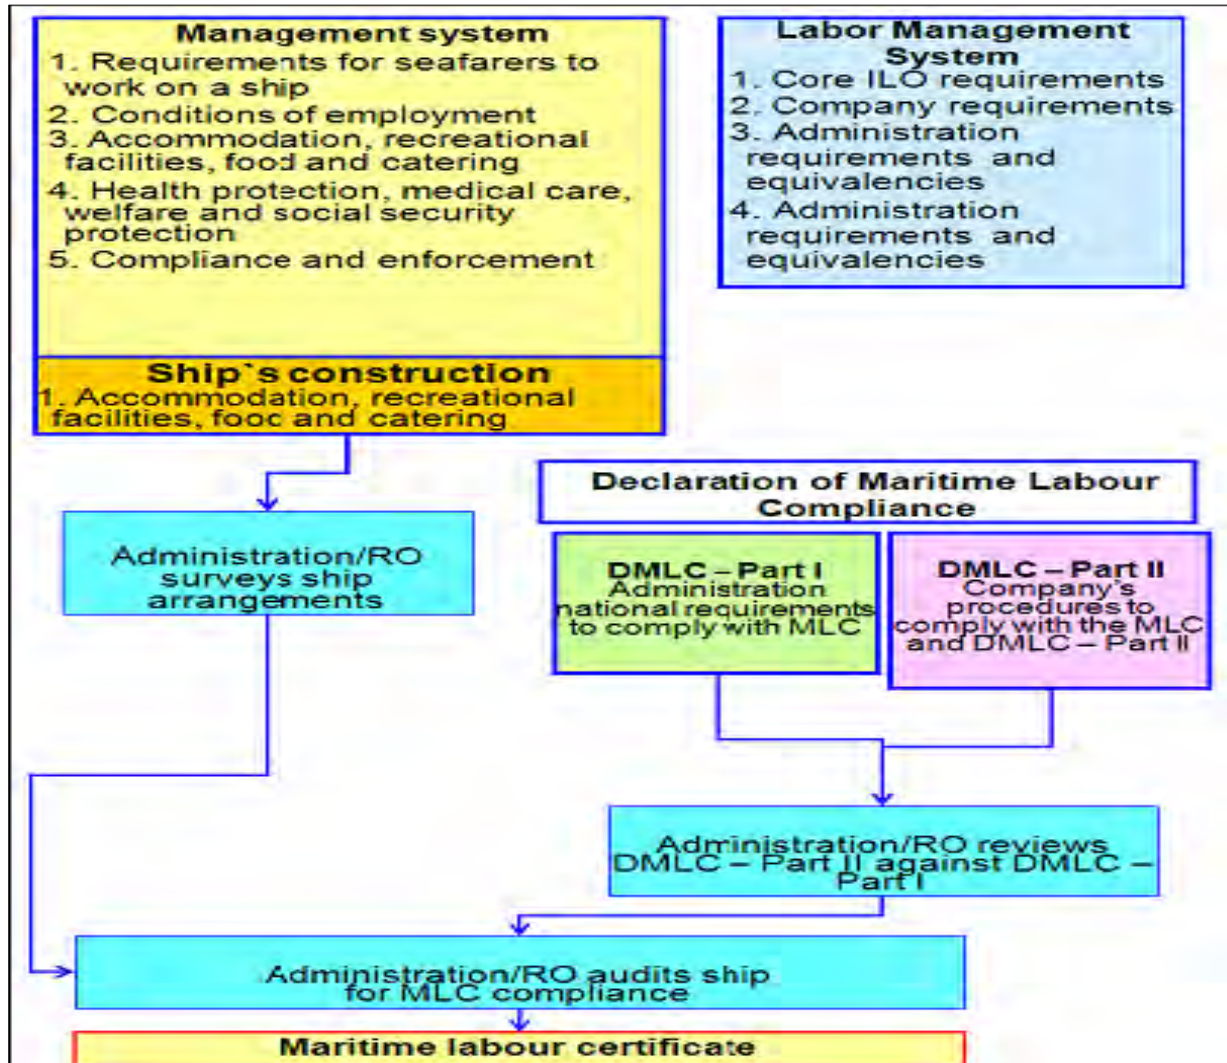 Management system
1. Requirements for seafarers to
work on a ship
2. Conditions of employment
3. Accommodation, recreational
facilities, food and catering
4. Health protection, medical care,
welfare and social security
protection
5. Compliance and enforcement
Ship`s construction
1. Accommodation, recreational
facilities, food and catering
Labor Management
System
1. Core ILO requirements
2. Company requirements
3. Administration
requirements and
equivalencies
4. Administration
requirements and
equivalencies
Administration/RO
surveys ship
arrangements
Declaration of Maritime Labour
Compliance
DMLC – Part I
Administration
national requirements
to comply with MLC
DMLC – Part II
Company's
procedures to
comply with the MLC
and DMLC – Part II
Administration/RO reviews
DMLC – Part II against DMLC –
Part I
Administration/RO audits ship
for MLC compliance
Maritime labour certificate